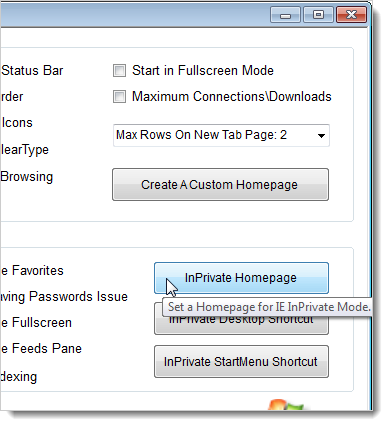 Status Bar
Start in Fullscreen Mode
rder
Maximum Connections\Downloads
Icons
Max Rows On New Tab Page: 2
learType
Browsing
Create A Custom Homepage
e Favorites
InPrivate Homepage
ving Passwords Issue
Set a Homepage for IE InPrivate Mode.
e Fullscreen
InPrivate Desktop Shortcut
e Feeds Pane
InPrivate StartMenu Shortcut
dexing